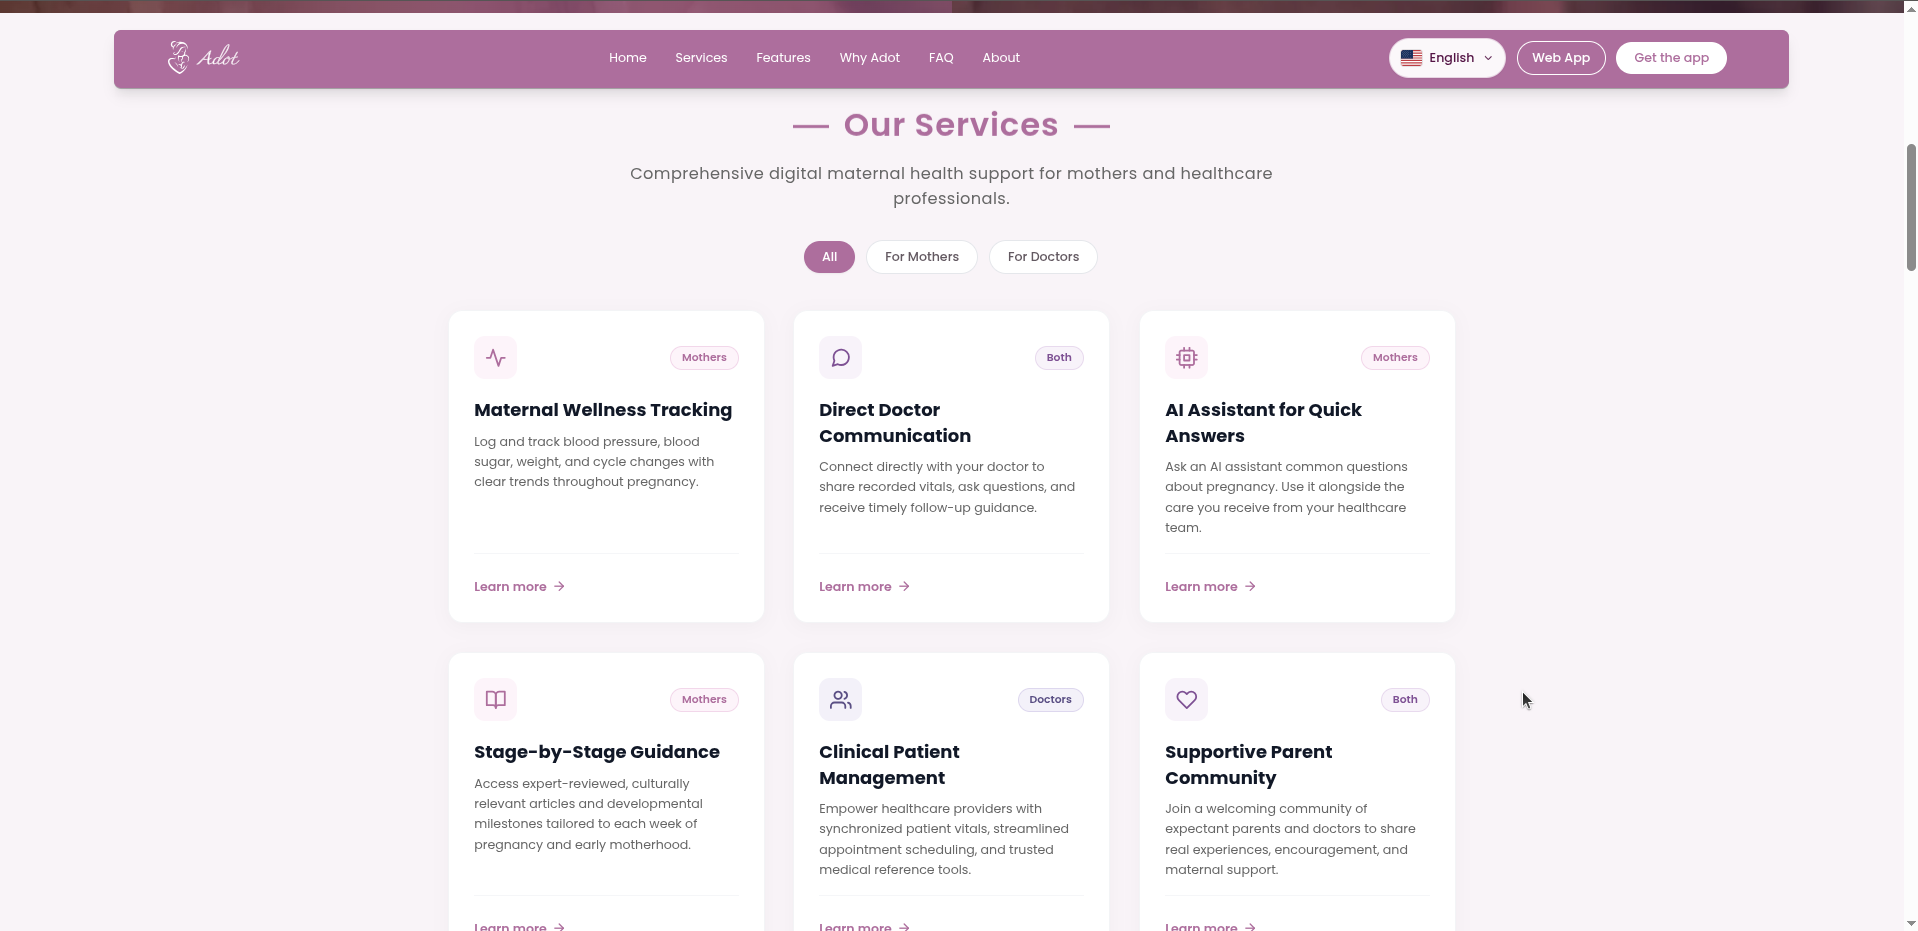 Adot
Home
Services
Features
Why Adot
FAQ
About
English
Web App
Get the app
Our Services
Comprehensive digital maternal health support for mothers and healthcare
professionals.
All
For Mothers
For Doctors
Mothers
Maternal Wellness Tracking
Log and track blood pressure, blood
sugar, weight, and cycle changes with
clear trends throughout pregnancy.
Learn more
Both
Direct Doctor
Communication
Connect directly with your doctor to
share recorded vitals, ask questions, and
receive timely follow-up guidance.
Learn more
Mothers
AI Assistant for Quick
Answers
Ask an AI assistant common questions
about pregnancy. Use it alongside the
care you receive from your healthcare
team.
Learn more
Mothers
Stage-by-Stage Guidance
Access expert-reviewed, culturally
relevant articles and developmental
milestones tailored to each week of
pregnancy and early motherhood.
Learn more
Doctors
Clinical Patient
Management
Empower healthcare providers with
synchronized patient vitals, streamlined
appointment scheduling, and trusted
medical reference tools.
Learn more
Both
Supportive Parent
Community
Join a welcoming community of
expectant parents and doctors to share
real experiences, encouragement, and
maternal support.
Learn more